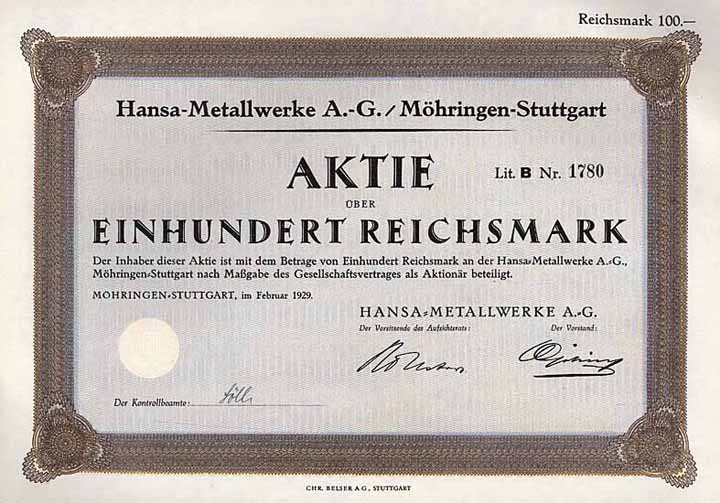 Reichsmark 100.—
Hansa-Metallwerke A.-G. / Möhringen-Stuttgart
AKTIE
Lit. B Nr. 1780
ÜBER
EINHUNDERT REICHSMARK
Der Inhaber dieser Aktie ist mit dem Betrage von Einhundert Reichsmark an der Hansa-Metallwerke A.-G.,
Möhringen-Stuttgart nach Maßgabe des Gesellschaftsvertrages als Aktionär beteiligt.
MÖHRINGEN-STUTTGART, im Februar 1929.
HANSA-METALLWERKE A.-G.
Der Vorsitzende des Aufsichtsrats: Der Vorstand:
Der Kontrollbeamte:
CHR. BELSER A G., STUTTGART